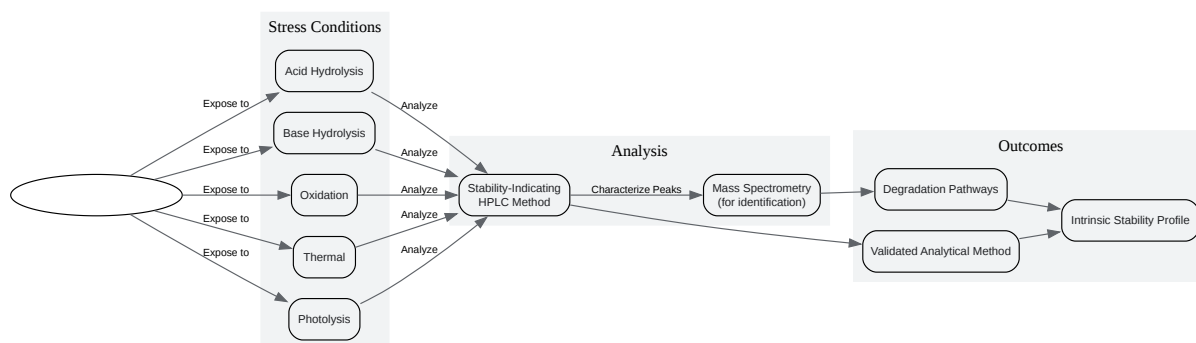 Stress Conditions
Acid Hydrolysis
Expose to
Analyze
Base Hydrolysis
Expose to
Analyze
Oxidation
Expose to
Analyze
Thermal
Expose to
Analyze
Photolysis
Expose to
Analyze
Analysis
Stability-Indicating
HPLC Method
Characterize Peaks
Mass Spectrometry
(for identification)
Outcomes
Degradation Pathways
Validated Analytical Method
Intrinsic Stability Profile